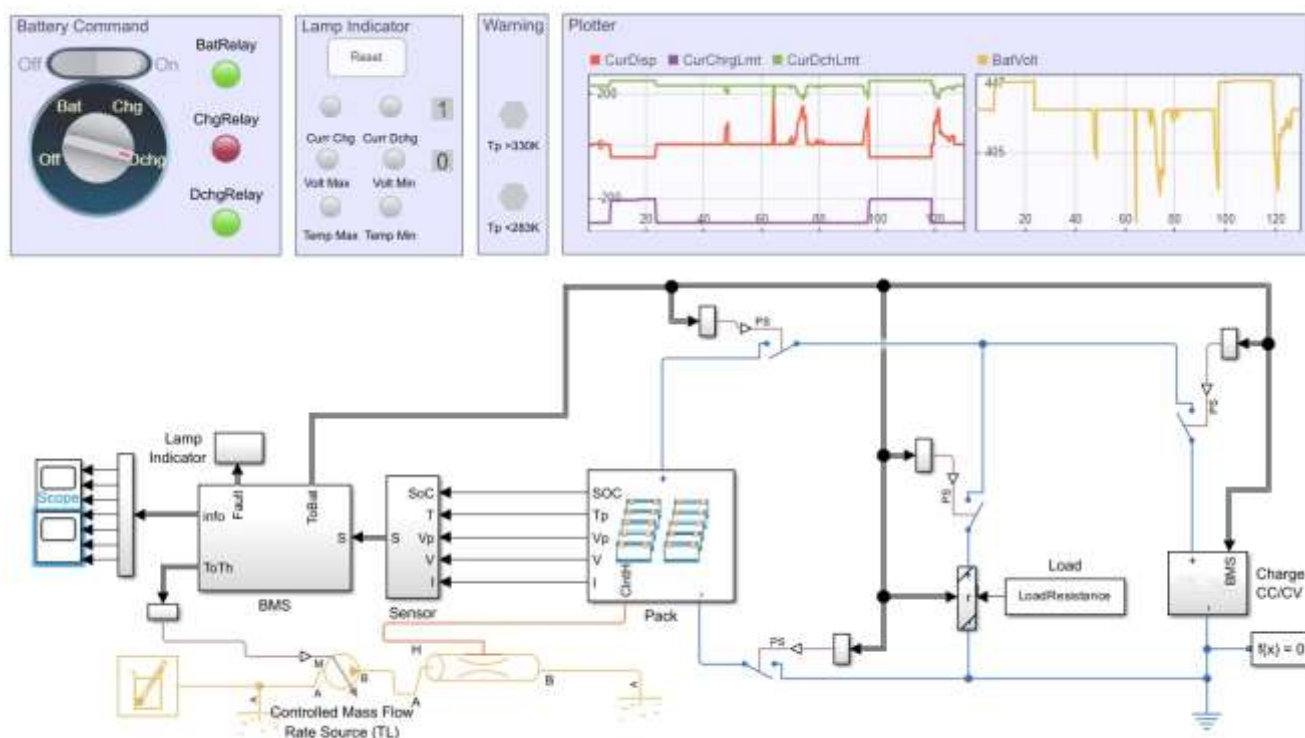 Battery Command
Off
On
Bat
Chg
Off
Dchg
BatRelay
ChgRelay
DchgRelay
Lamp Indicator
Reset
1
Curr Chg
Curr Dchg
0
Volt Max
Volt Min
Temp Max
Temp Min
Warning
Tp >330K
Tp <283K
Plotter
CurDisp
CurChrgLmt
CurDchLmt
200
0
-200
20
40
60
80
100
120
BatVolt
447
405
20
40
60
80
100
120
PS
PS
Lamp
Indicator
Scope
info
Fault
ToBat
S
ToTh
BMS
SoC
T
Vp
V
I
S
Sensor
SOC
Tp
Vp
V
I
ClntH
+
-
Pack
PS
Load
+
r
-
LoadResistance
+
BMS
-
Charge
CC/CV
f(x) = 0
PS
H
M
A
B
A
A
B
A
Controlled Mass Flow
Rate Source (TL)